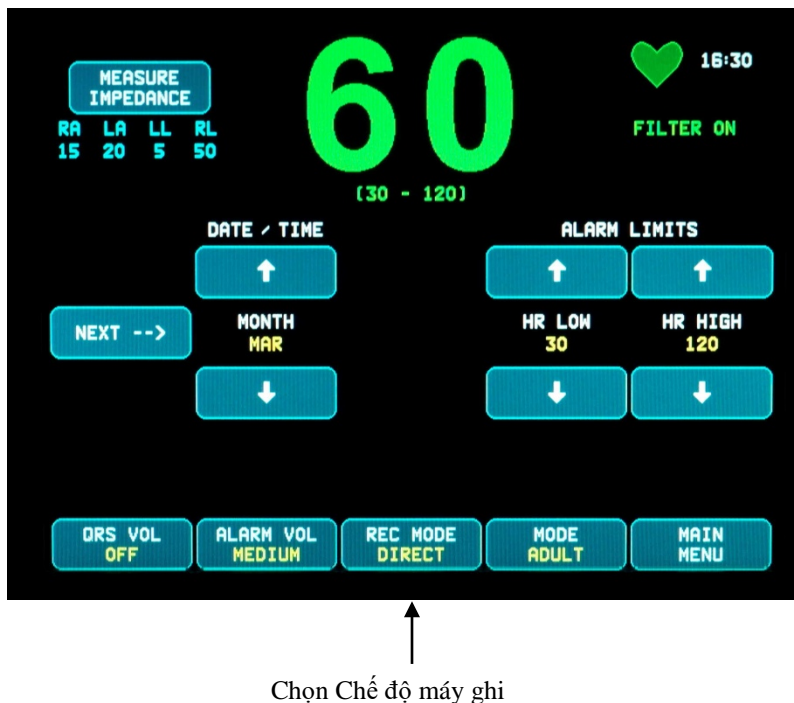 MEASURE
IMPEDANCE
RA LA LL RL
15 20 5 50
60
(30 - 120)
16:30
FILTER ON
DATE / TIME
ALARM LIMITS
NEXT -->
MONTH
MAR
HR LOW
30
HR HIGH
120
QRS VOL
OFF
ALARM VOL
MEDIUM
REC MODE
DIRECT
MODE
ADULT
MAIN
MENU
Chọn Chế độ máy ghi